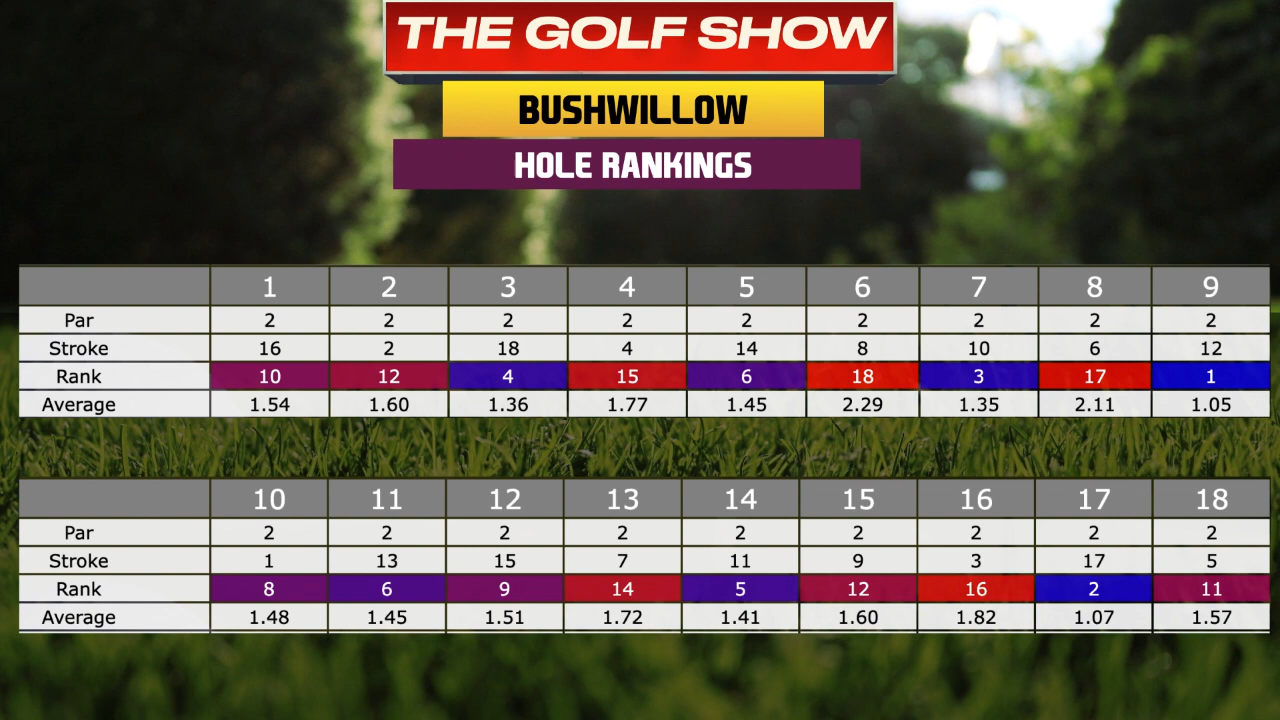 THE GOLF SHOW
BUSHWILLOW
HOLE RANKINGS
1 2 3 4 5 6 7 8 9
Par 2 2 2 2 2 2 2 2 2
Stroke 16 2 18 4 14 8 10 6 12
Rank 10 12 4 15 6 18 3 17 1
Average 1.54 1.60 1.36 1.77 1.45 2.29 1.35 2.11 1.05
10 11 12 13 14 15 16 17 18
Par 2 2 2 2 2 2 2 2 2
Stroke 1 13 15 7 11 9 3 17 5
Rank 8 6 9 14 5 12 16 2 11
Average 1.48 1.45 1.51 1.72 1.41 1.60 1.82 1.07 1.57